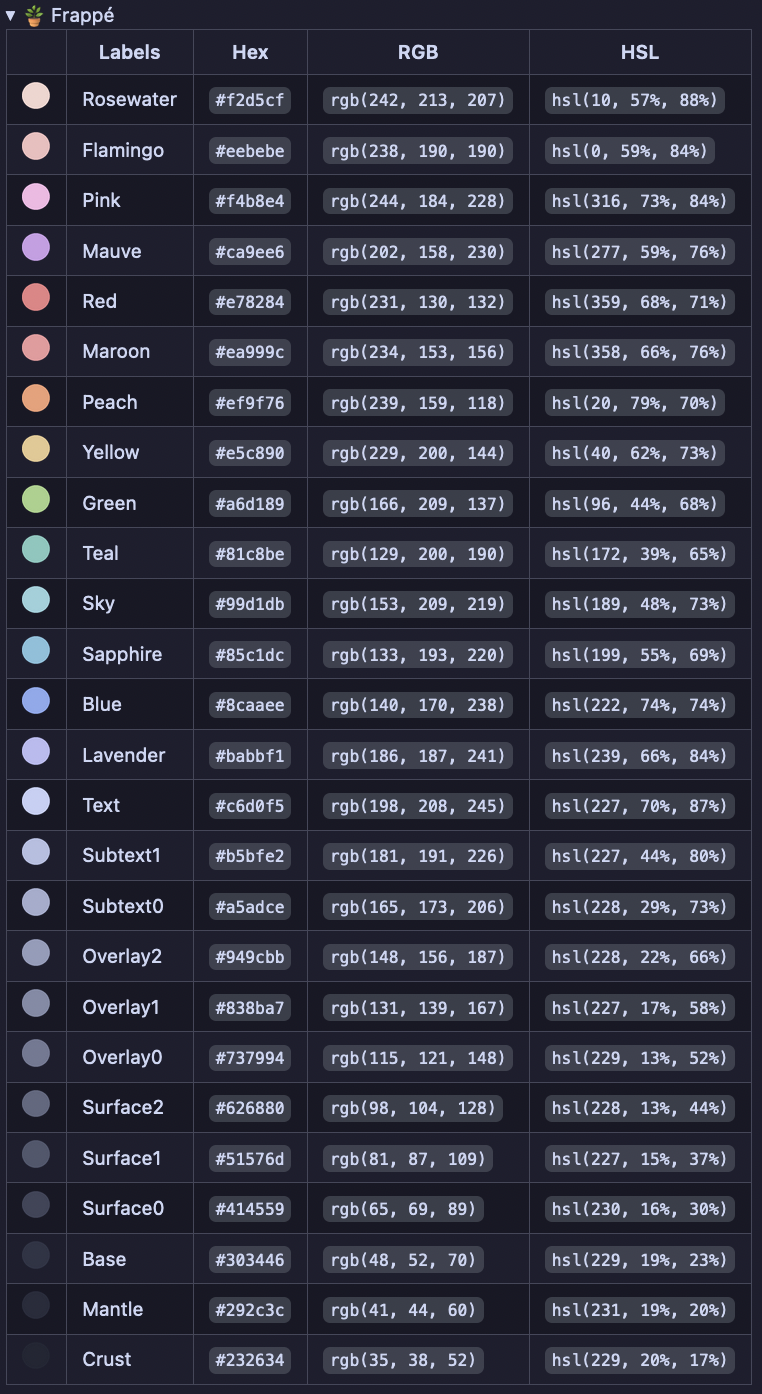 ▼ 🪴 Frappé
Labels Hex RGB HSL
Rosewater #f2d5cf rgb(242, 213, 207) hsl(10, 57%, 88%)
Flamingo #eebebe rgb(238, 190, 190) hsl(0, 59%, 84%)
Pink #f4b8e4 rgb(244, 184, 228) hsl(316, 73%, 84%)
Mauve #ca9ee6 rgb(202, 158, 230) hsl(277, 59%, 76%)
Red #e78284 rgb(231, 130, 132) hsl(359, 68%, 71%)
Maroon #ea999c rgb(234, 153, 156) hsl(358, 66%, 76%)
Peach #ef9f76 rgb(239, 159, 118) hsl(20, 79%, 70%)
Yellow #e5c890 rgb(229, 200, 144) hsl(40, 62%, 73%)
Green #a6d189 rgb(166, 209, 137) hsl(96, 44%, 68%)
Teal #81c8be rgb(129, 200, 190) hsl(172, 39%, 65%)
Sky #99d1db rgb(153, 209, 219) hsl(189, 48%, 73%)
Sapphire #85c1dc rgb(133, 193, 220) hsl(199, 55%, 69%)
Blue #8caaee rgb(140, 170, 238) hsl(222, 74%, 74%)
Lavender #babbf1 rgb(186, 187, 241) hsl(239, 66%, 84%)
Text #c6d0f5 rgb(198, 208, 245) hsl(227, 70%, 87%)
Subtext1 #b5bfe2 rgb(181, 191, 226) hsl(227, 44%, 80%)
Subtext0 #a5adce rgb(165, 173, 206) hsl(228, 29%, 73%)
Overlay2 #949cbb rgb(148, 156, 187) hsl(228, 22%, 66%)
Overlay1 #838ba7 rgb(131, 139, 167) hsl(227, 17%, 58%)
Overlay0 #737994 rgb(115, 121, 148) hsl(229, 13%, 52%)
Surface2 #626880 rgb(98, 104, 128) hsl(228, 13%, 44%)
Surface1 #51576d rgb(81, 87, 109) hsl(227, 15%, 37%)
Surface0 #414559 rgb(65, 69, 89) hsl(230, 16%, 30%)
Base #303446 rgb(48, 52, 70) hsl(229, 19%, 23%)
Mantle #292c3c rgb(41, 44, 60) hsl(231, 19%, 20%)
Crust #232634 rgb(35, 38, 52) hsl(229, 20%, 17%)